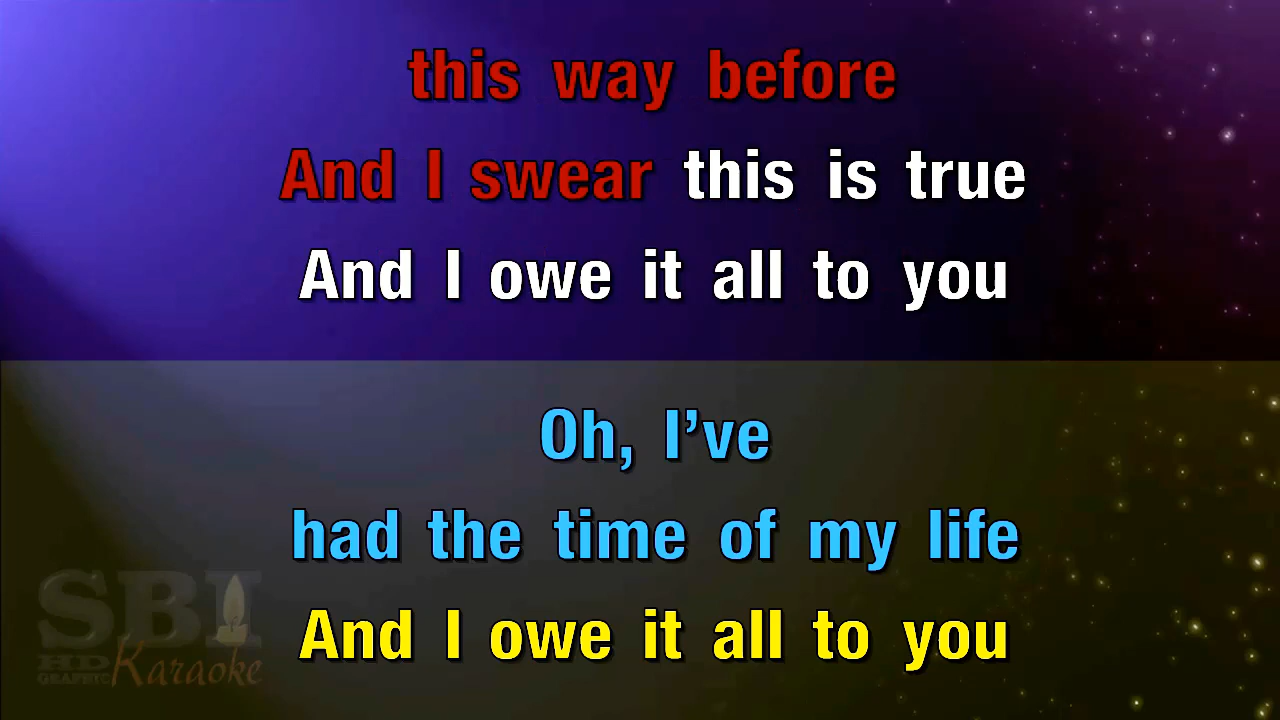 this way before
And I swear this is true
And I owe it all to you
Oh, I've
had the time of my life
And I owe it all to you
SBI
HD
GRAPHIC
Karaoke